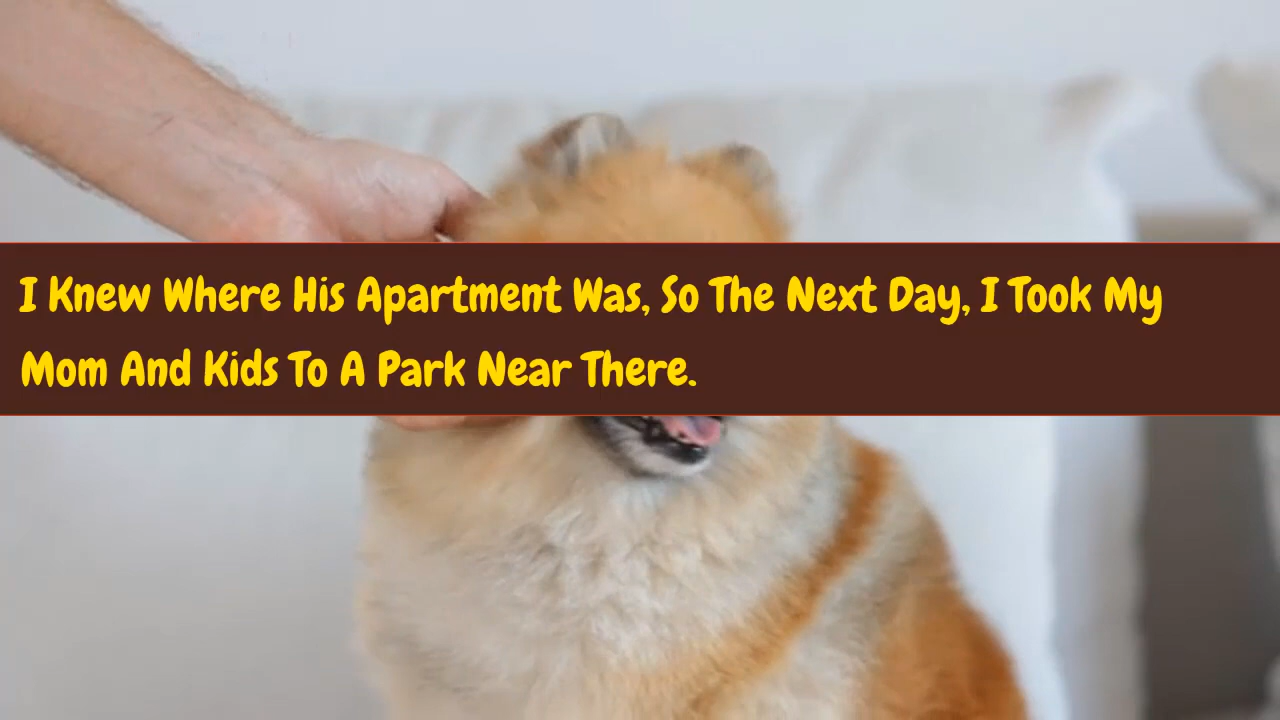 I Knew Where His Apartment Was, So The Next Day, I Took My
Mom And Kids To A Park Near There.